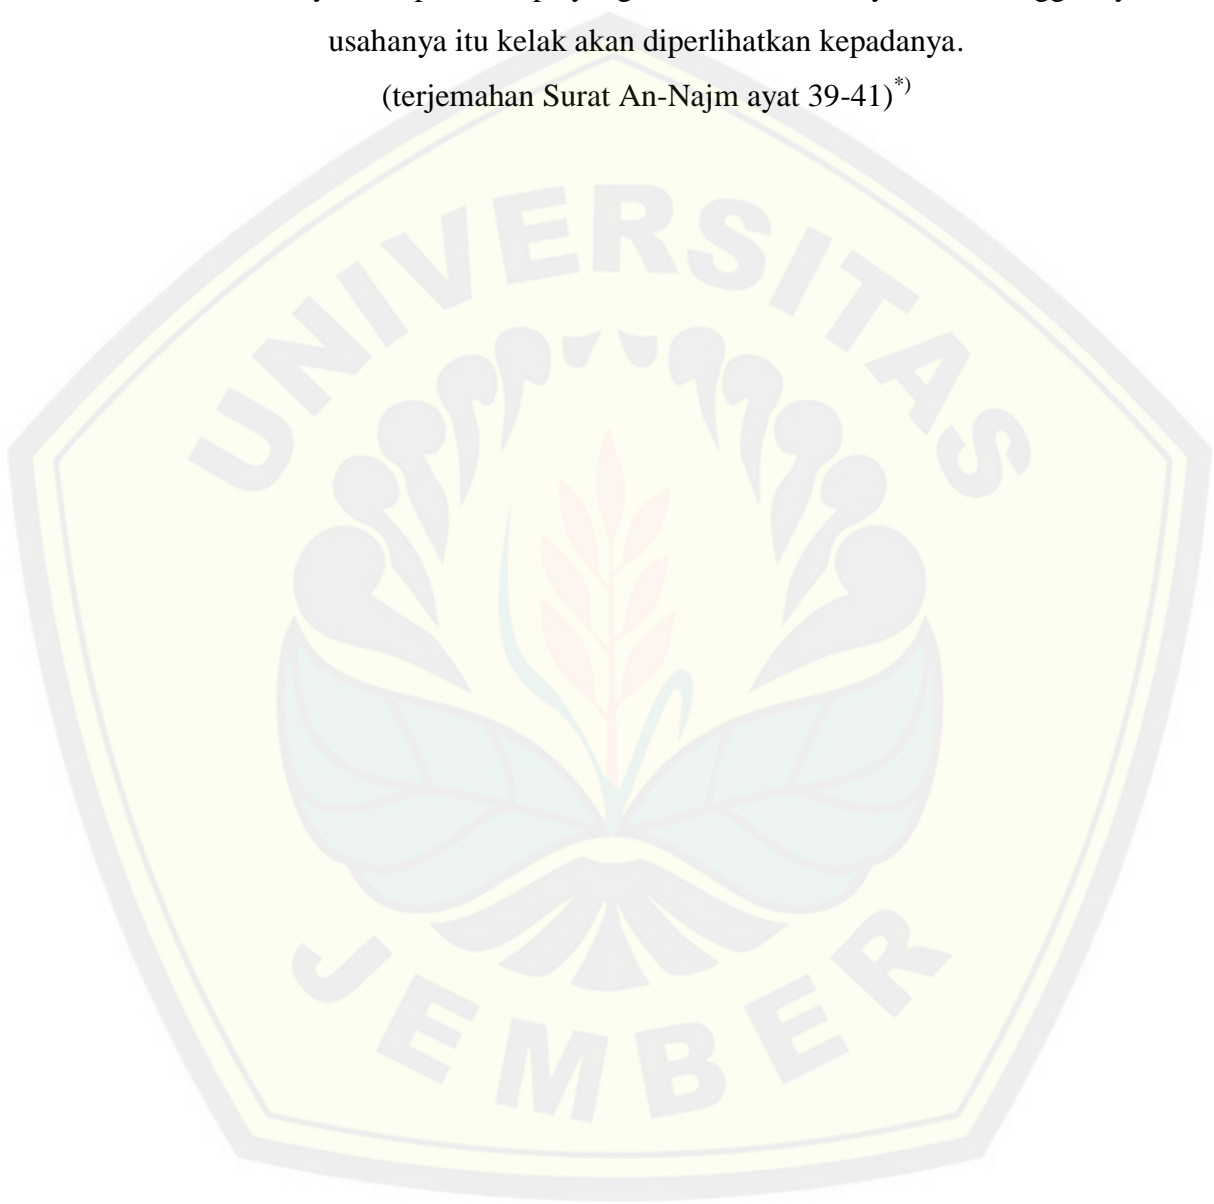 usahanya itu kelak akan diperlihatkan kepadanya.
(terjemahan Surat An-Najm ayat 39-41)*)
UNIVERSITAS
JEMBER